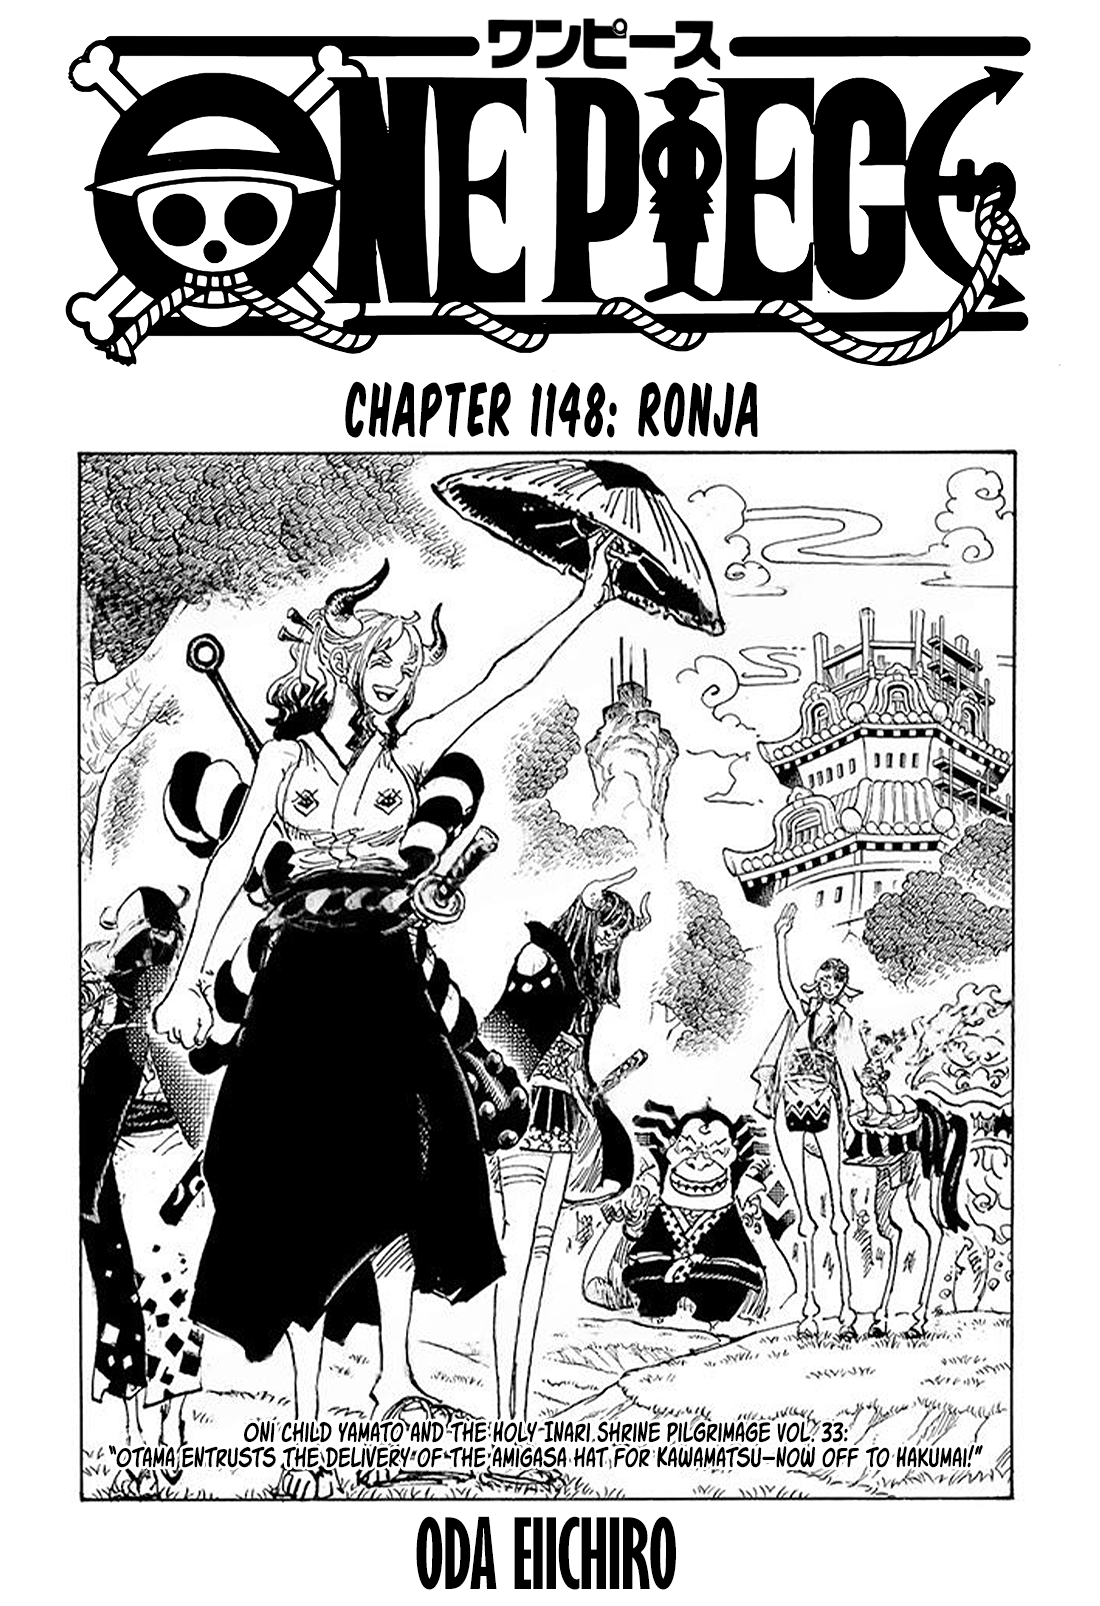 ワンピース
ONE PIECE
CHAPTER 1148: RONJA
ONI CHILD YAMATO AND THE HOLY INARI SHRINE PILGRIMAGE VOL. 33:
"OTAMA ENTRUSTS THE DELIVERY OF THE AMIGASA HAT FOR KAWAMATSU—NOW OFF TO HAKUMAI!"
ODA EIICHIRO